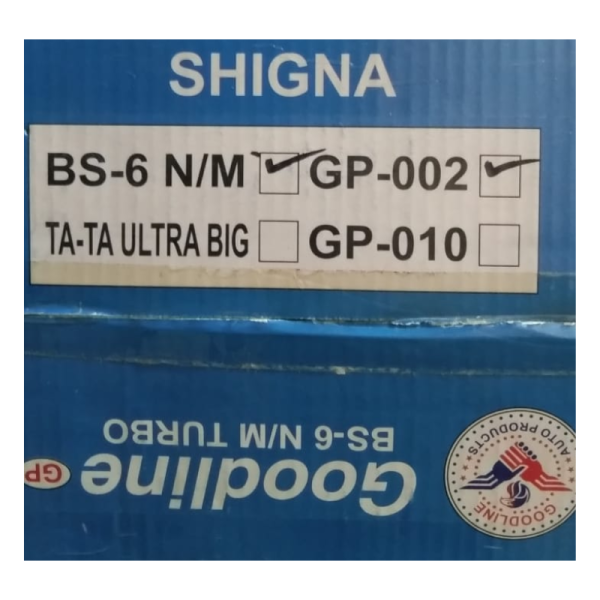 SHIGNA
BS-6 N/M GP-002
TA-TA ULTRA BIG GP-010
BS-6 N/M TURBO
Goodline GP
GOODLINE
AUTO PRODUCTS